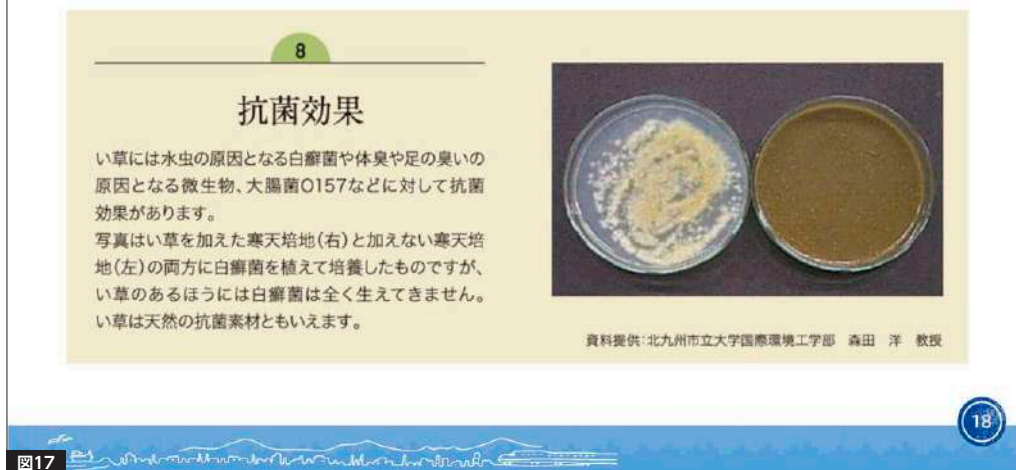 8
抗菌効果
い草には水虫の原因となる白癬菌や体臭や足の臭いの
原因となる微生物、大腸菌O157などに対して抗菌
効果があります。
写真はい草を加えた寒天培地(右)と加えない寒天培
地(左)の両方に白癬菌を植えて培養したものですが、
い草のあるほうには白癬菌は全く生えてきません。
い草は天然の抗菌素材ともいえます。
資料提供:北九州市立大学国際環境工学部 森田 洋 教授
18
図17